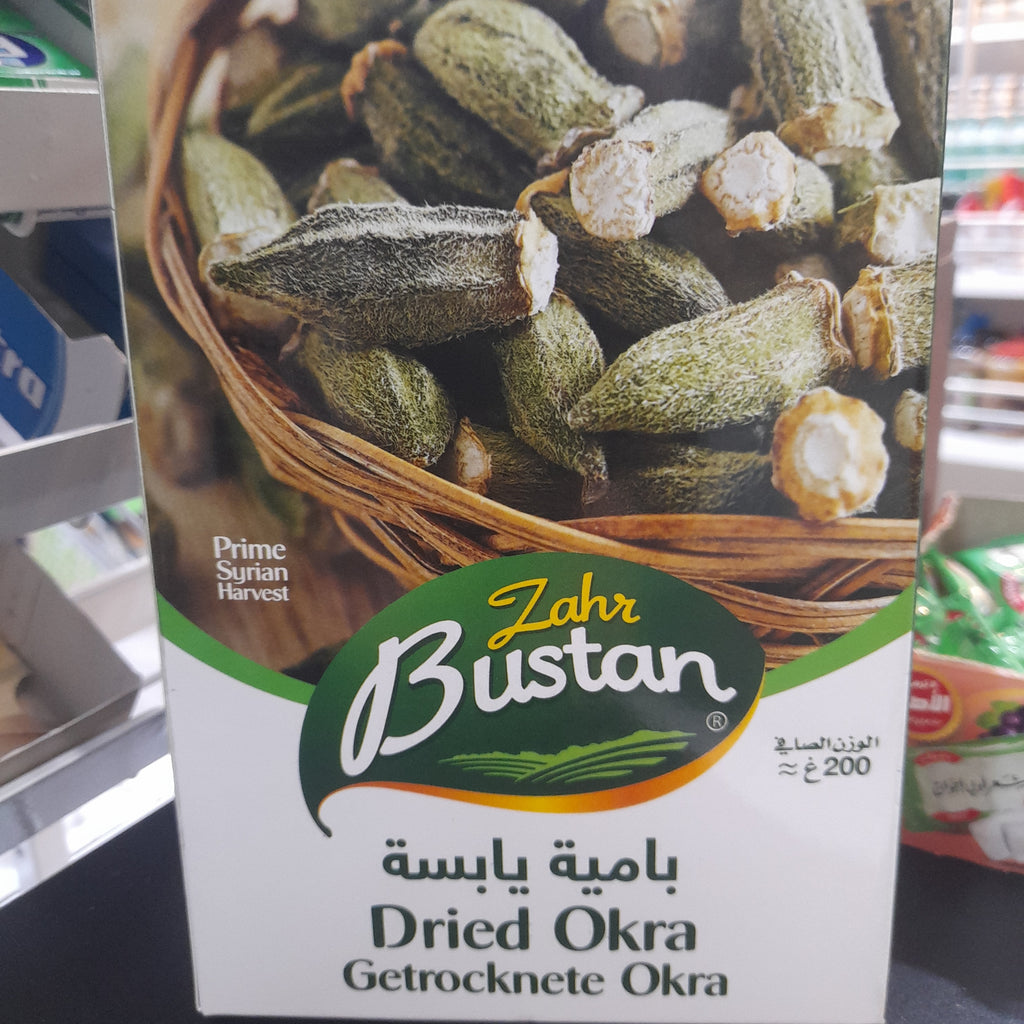 Prime
Syrian
Harvest
Zahr
Bustan
®
الوزن الصافي
≈ 200 غ
بامية يابسة
Dried Okra
Getrocknete Okra